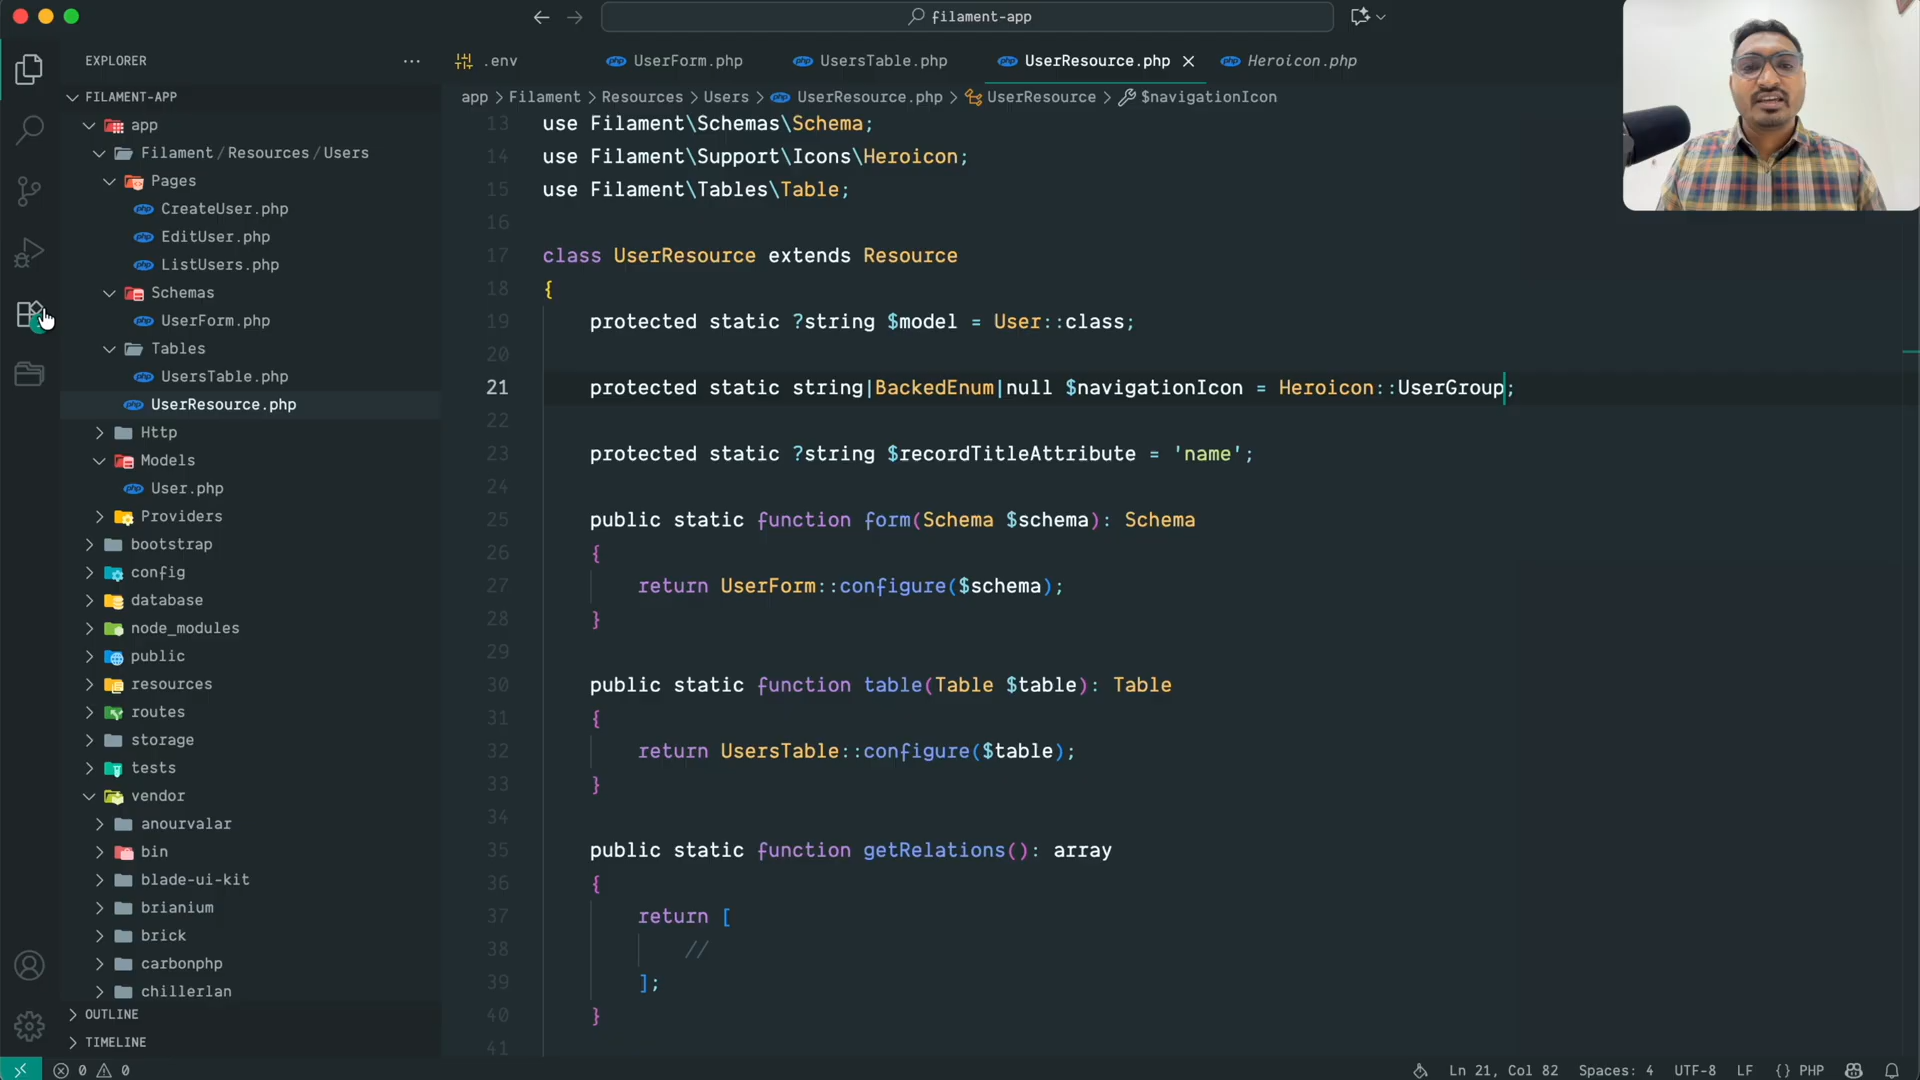 filament-app
EXPLORER
.env
UserForm.php
UsersTable.php
UserResource.php
Heroicon.php
FILAMENT-APP
app > Filament > Resources > Users > UserResource.php > UserResource > $navigationIcon
app
Filament / Resources / Users
Pages
CreateUser.php
EditUser.php
ListUsers.php
Schemas
UserForm.php
Tables
UsersTable.php
UserResource.php
Http
Models
User.php
Providers
bootstrap
config
database
node_modules
public
resources
routes
storage
tests
vendor
anourvalar
bin
blade-ui-kit
brianium
brick
carbonphp
chillerlan
OUTLINE
TIMELINE
13 use Filament\Schemas\Schema;
14 use Filament\Support\Icons\Heroicon;
15 use Filament\Tables\Table;
16
17 class UserResource extends Resource
18 {
19 protected static ?string $model = User::class;
20
21 protected static string|BackedEnum|null $navigationIcon = Heroicon::UserGroup;
22
23 protected static ?string $recordTitleAttribute = 'name';
24
25 public static function form(Schema $schema): Schema
26 {
27 return UserForm::configure($schema);
28 }
29
30 public static function table(Table $table): Table
31 {
32 return UsersTable::configure($table);
33 }
34
35 public static function getRelations(): array
36 {
37 return [
38 //
39 ];
40 }
41
0 0
Ln 21, Col 82
Spaces: 4
UTF-8
LF
{} PHP